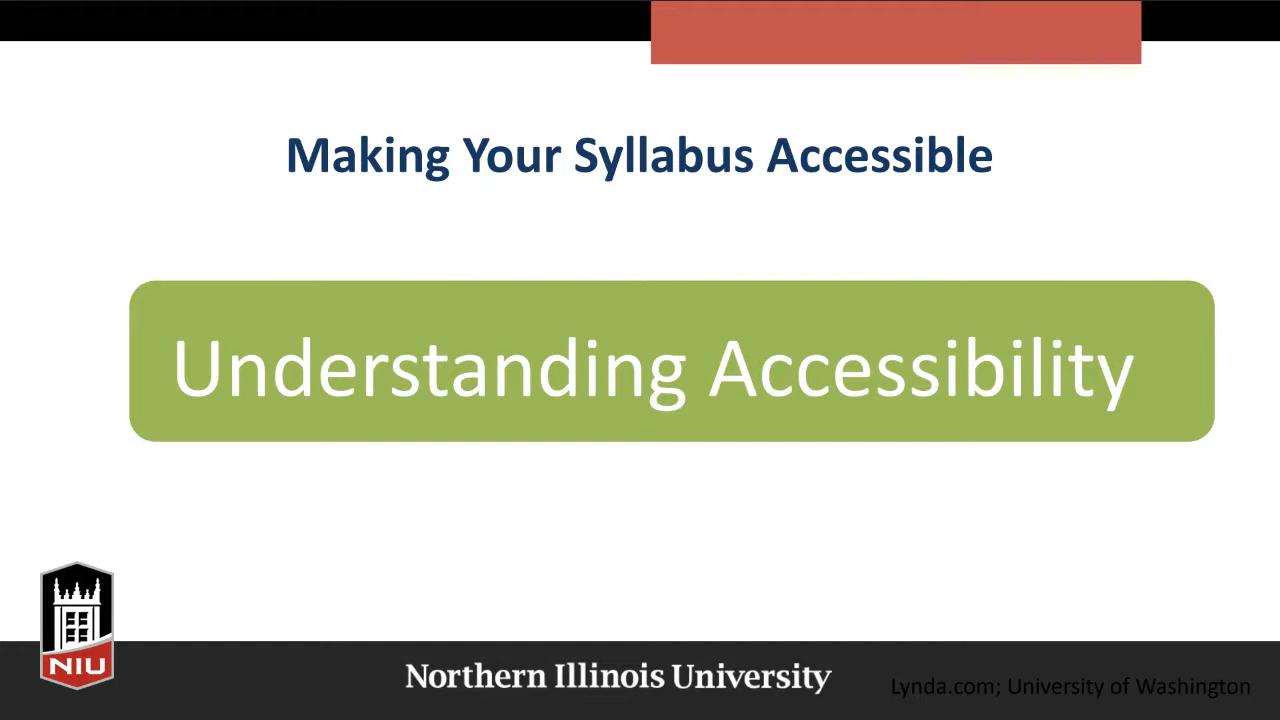 Making Your Syllabus Accessible
Understanding Accessibility
NIU
Northern Illinois University
Lynda.com; University of Washington